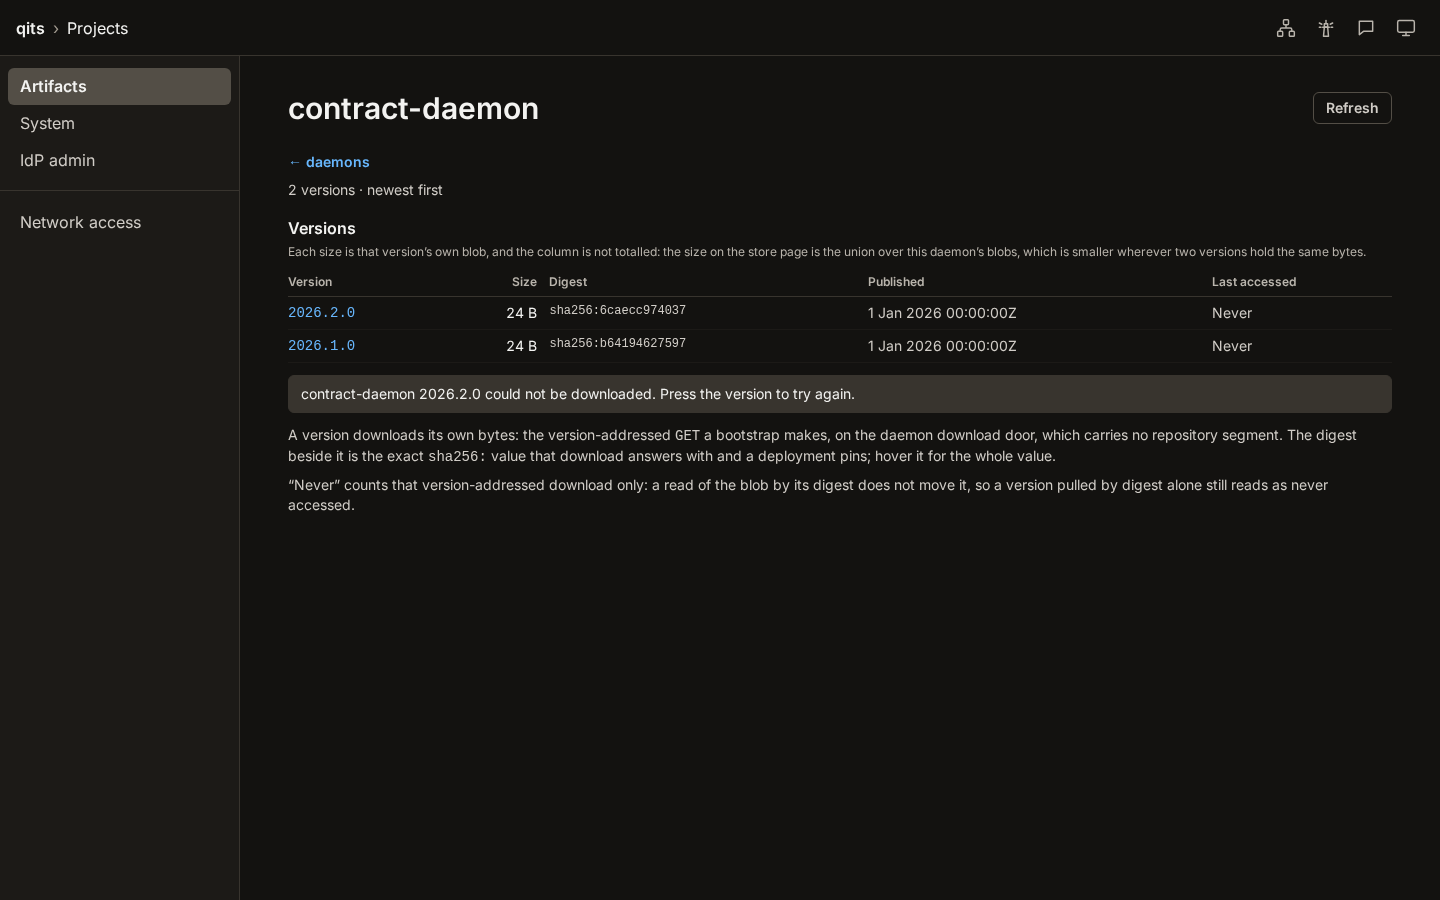 qits › Projects
Artifacts
System
IdP admin
Network access
contract-daemon
Refresh
← daemons
2 versions · newest first
Versions
Each size is that version’s own blob, and the column is not totalled: the size on the store page is the union over this daemon’s blobs, which is smaller wherever two versions hold the same bytes.
Version Size Digest Published Last accessed
2026.2.0 24 B sha256:6caecc974037 1 Jan 2026 00:00:00Z Never
2026.1.0 24 B sha256:b64194627597 1 Jan 2026 00:00:00Z Never
contract-daemon 2026.2.0 could not be downloaded. Press the version to try again.
A version downloads its own bytes: the version-addressed GET a bootstrap makes, on the daemon download door, which carries no repository segment. The digest
beside it is the exact sha256: value that download answers with and a deployment pins; hover it for the whole value.
“Never” counts that version-addressed download only: a read of the blob by its digest does not move it, so a version pulled by digest alone still reads as never
accessed.